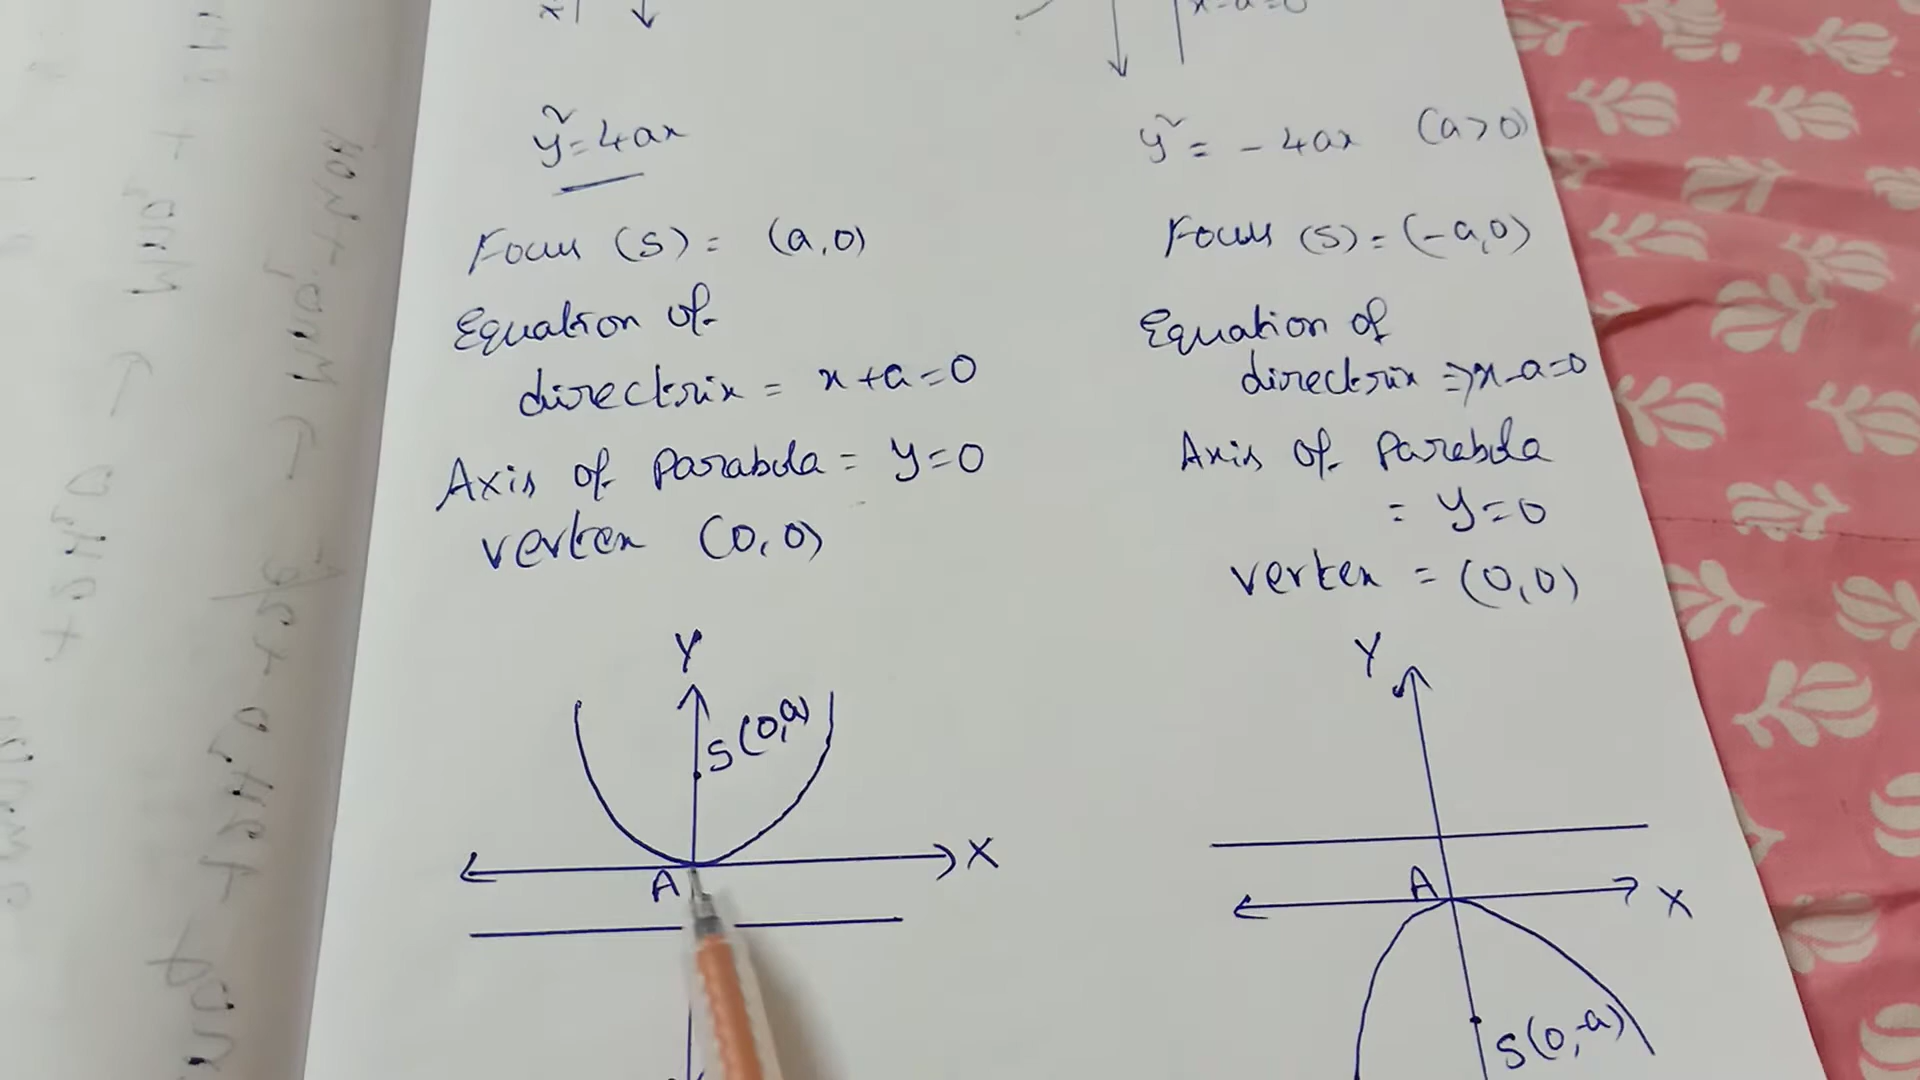 x
x-a=0
y²=4ax
Focus (S) = (a,0)
Equation of
directrix = x+a=0
Axis of parabola = y=0
vertex (0,0)
Y
S(0,a)
X
A
y² = -4ax (a>0)
Focus (S) = (-a,0)
Equation of
directrix ⇒ x-a=0
Axis of parabola
= y=0
vertex = (0,0)
Y
A
X
S(0,-a)